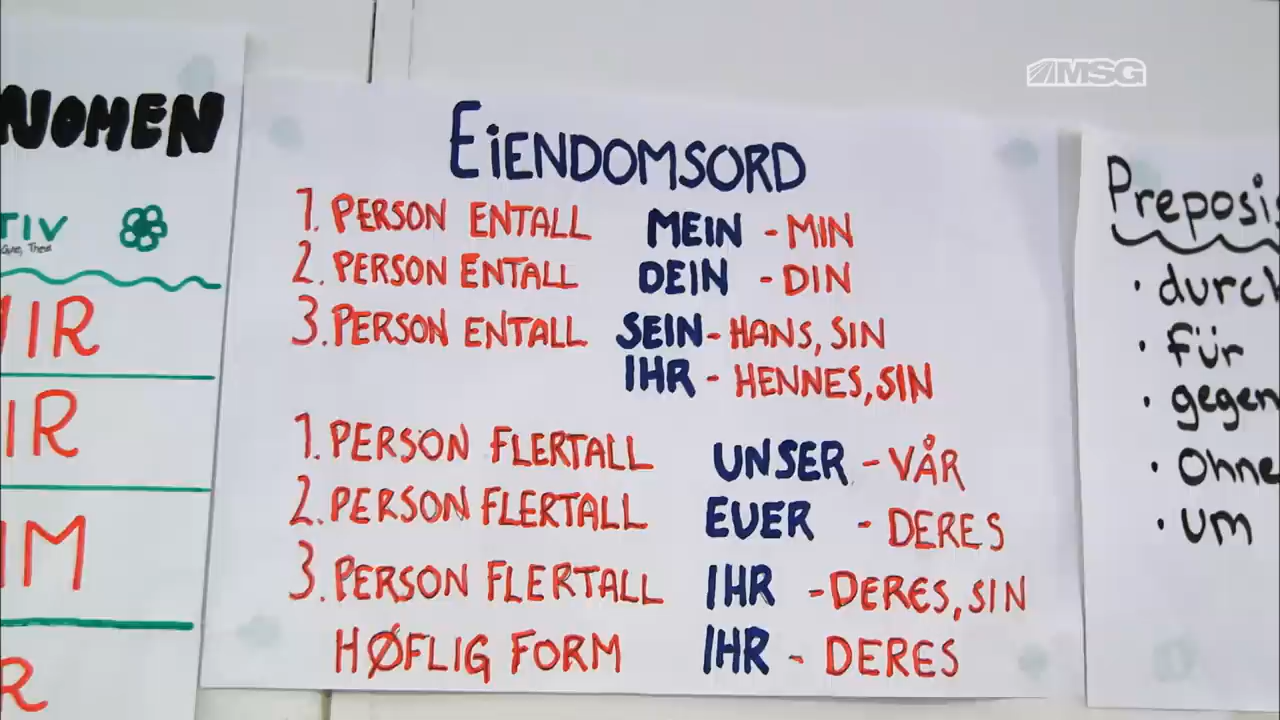 NOMEN
TIV
MIR
IR
IM
R
EiENDOMSORD
1. PERSON ENTALL MEIN - MIN
2. PERSON ENTALL DEIN - DIN
3. PERSON ENTALL SEIN - HANS, SIN
IHR - HENNES, SIN
1. PERSON FLERTALL UNSER - VÅR
2. PERSON FLERTALL EUER - DERES
3. PERSON FLERTALL IHR - DERES, SIN
HØFLIG FORM IHR - DERES
Preposi
· durch
· für
· gegen
· Ohne
· um
MSG